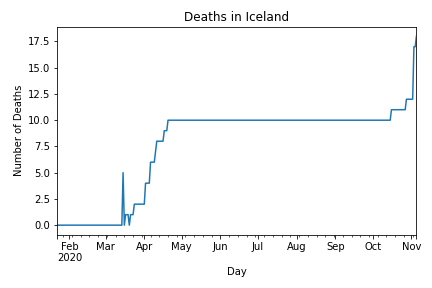 Deaths in Iceland
Number of Deaths
17.5
15.0
12.5
10.0
7.5
5.0
2.5
0.0
Feb Mar Apr May Jun Jul Aug Sep Oct Nov
2020
Day